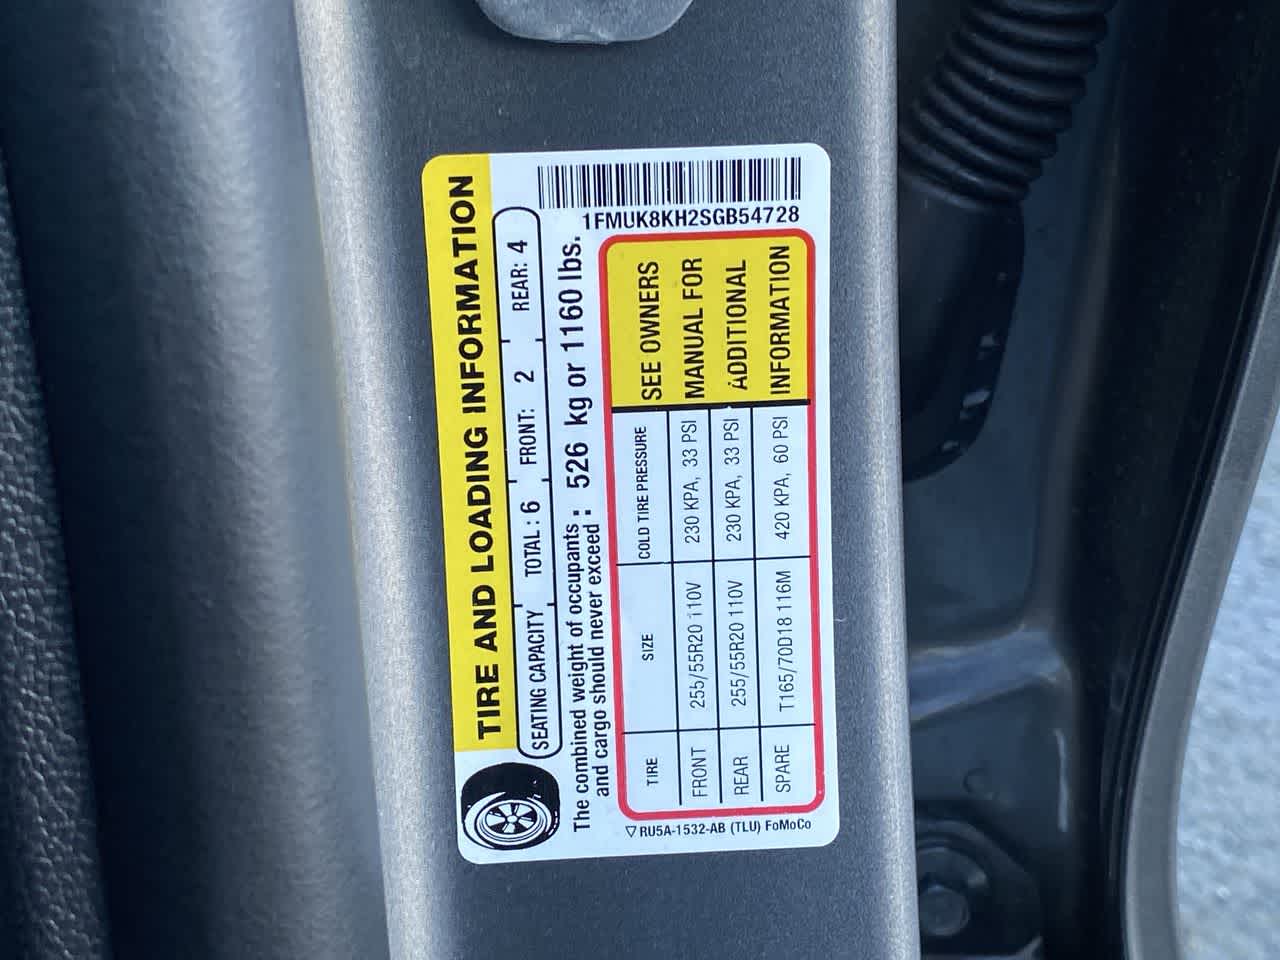 TIRE AND LOADING INFORMATION
SEATING CAPACITY TOTAL : 6 FRONT: 2 REAR: 4
1FMUK8KH2SGB54728
The combined weight of occupants and cargo should never exceed : 526 kg or 1160 lbs.
TIRE SIZE COLD TIRE PRESSURE
FRONT 255/55R20 110V 230 KPA, 33 PSI
REAR 255/55R20 110V 230 KPA, 33 PSI
SPARE T165/70D18 116M 420 KPA, 60 PSI
SEE OWNERS
MANUAL FOR
ADDITIONAL
INFORMATION
▽ RU5A-1532-AB (TLU) FoMoCo